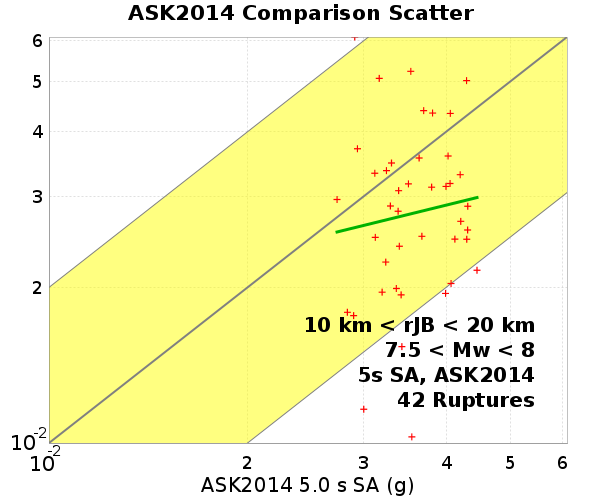 ASK2014 Comparison Scatter
6
5
4
3
2
10-2
10-2
2
3
4
5
6
10 km < rJB < 20 km
7.5 < Mw < 8
5s SA, ASK2014
42 Ruptures
ASK2014 5.0 s SA (g)